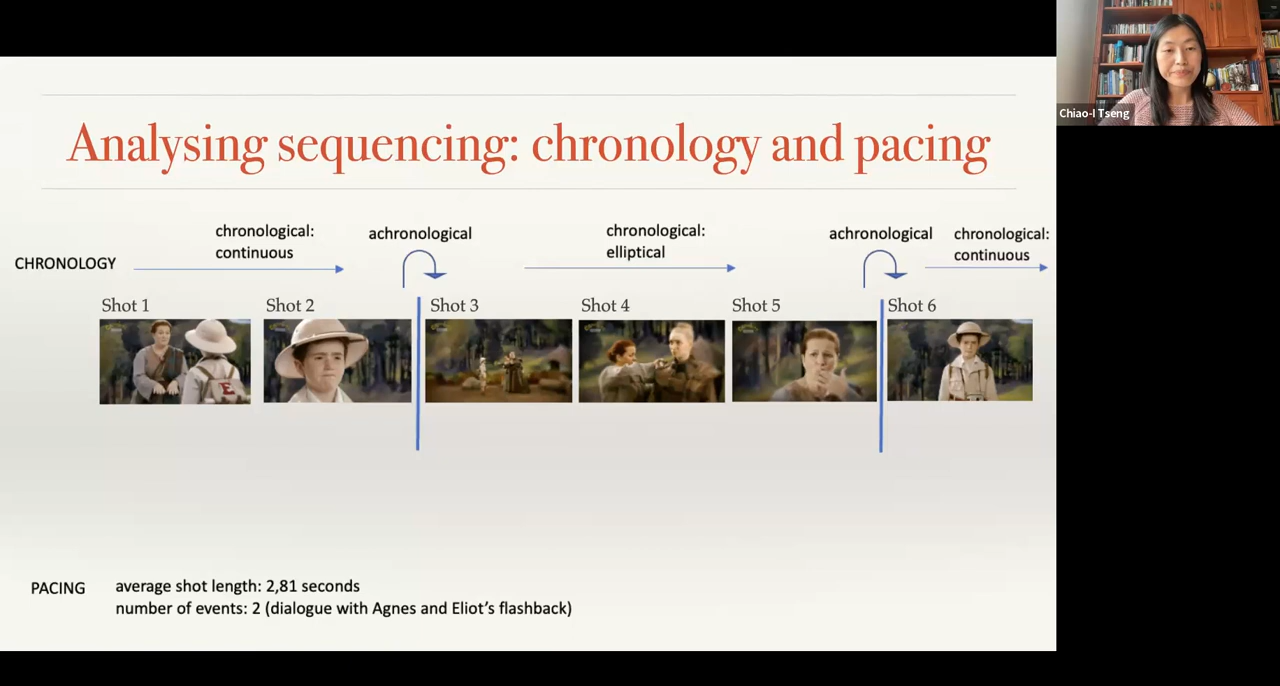 Chiao-I Tseng
Analysing sequencing: chronology and pacing
CHRONOLOGY
chronological:
continuous
achronological
chronological:
elliptical
achronological
chronological:
continuous
Shot 1
Shot 2
Shot 3
Shot 4
Shot 5
Shot 6
E
PACING
average shot length: 2,81 seconds
number of events: 2 (dialogue with Agnes and Eliot's flashback)